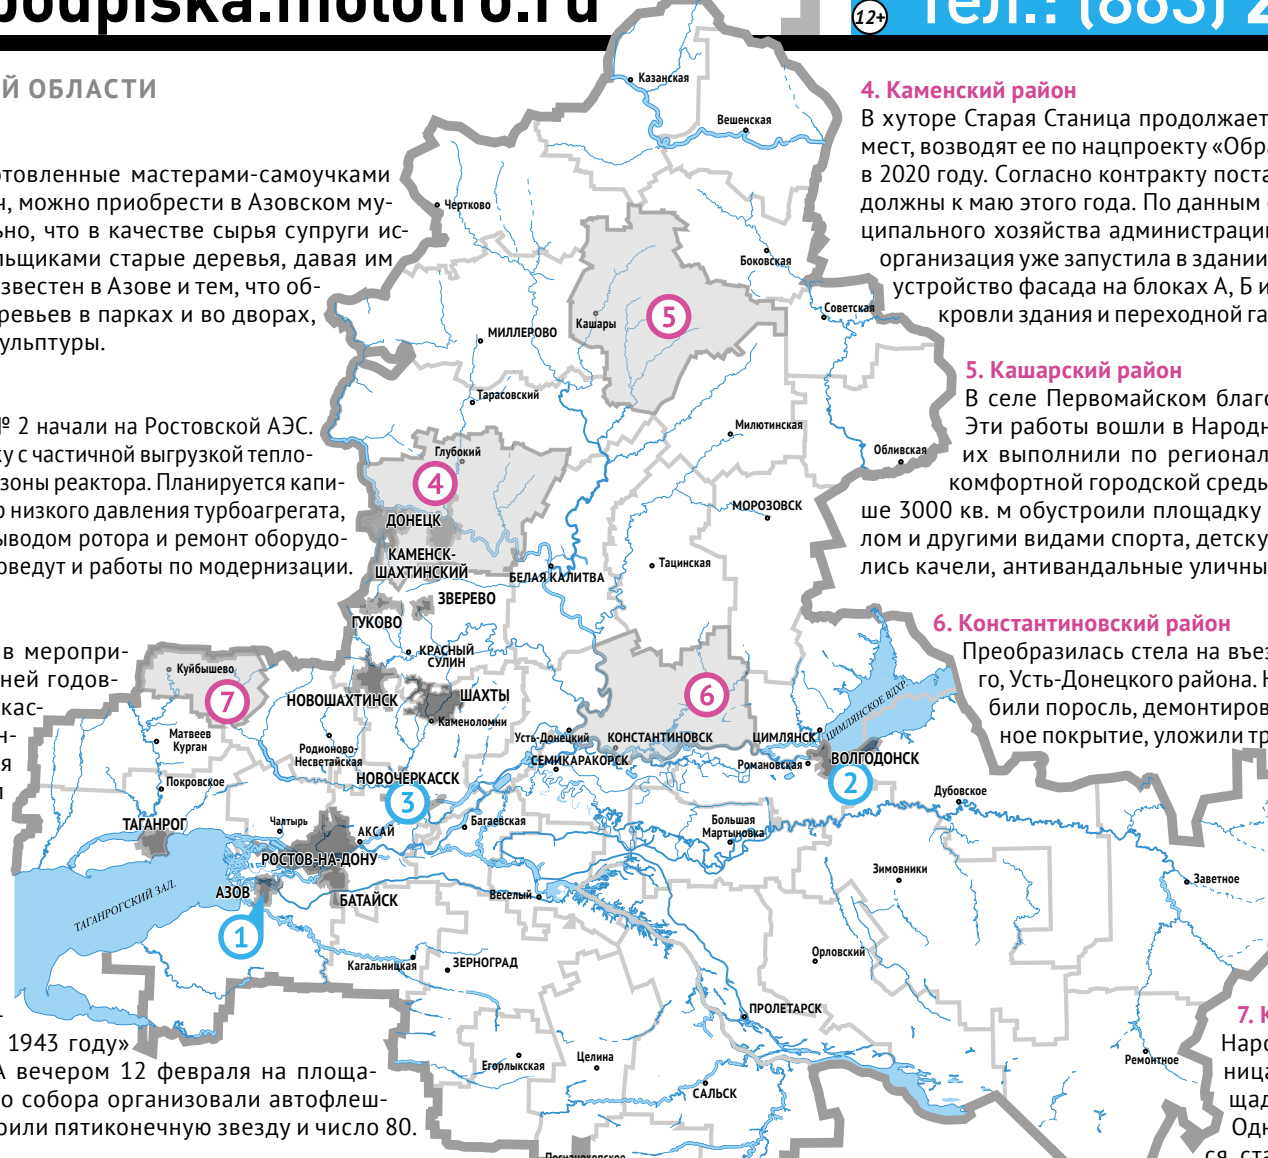 podpiska.molotro.ru
12+
тел.: (863) 2
Й ОБЛАСТИ
отовленные мастерами-самоучками
ч, можно приобрести в Азовском му-
ьно, что в качестве сырья супруги ис-
льщиками старые деревья, давая им
звестен в Азове и тем, что об-
ревьев в парках и во дворах,
ульптуры.
№ 2 начали на Ростовской АЭС.
ку с частичной выгрузкой тепло-
зоны реактора. Планируется капи-
р низкого давления турбоагрегата,
ыводом ротора и ремонт оборудо-
оведут и работы по модернизации.
в меропри-
ней годов-
кас-
н-
я
1943 году»
А вечером 12 февраля на площа-
о собора организовали автофлеш-
оили пятиконечную звезду и число 80.
4. Каменский район
В хуторе Старая Станица продолжает
мест, возводят ее по нацпроекту «Обра
в 2020 году. Согласно контракту поста
должны к маю этого года. По данным
ципального хозяйства администраци
организация уже запустила в здании
устройство фасада на блоках А, Б и
кровли здания и переходной га
5. Кашарский район
В селе Первомайском благо
Эти работы вошли в Народн
их выполнили по регионал
комфортной городской среды
ше 3000 кв. м обустроили площадку
лом и другими видами спорта, детску
лись качели, антивандальные уличны
6. Константиновский район
Преобразилась стела на въез
го, Усть-Донецкого района. Н
били поросль, демонтиров
ное покрытие, уложили тр
7. К
Наро
ница
щад
Одн
ся ста
Казанская
Вешенская
Чертково
Боковская
Кашары
5
Советская
МИЛЛЕРОВО
Тарасовский
Милютинская
Обливская
Глубокий
4
ДОНЕЦК
МОРОЗОВСК
КАМЕНСК-
ШАХТИНСКИЙ
БЕЛАЯ КАЛИТВА
Тацинская
ЗВЕРЕВО
ГУКОВО
КРАСНЫЙ
СУЛИН
Куйбышево
7
НОВОШАХТИНСК
ШАХТЫ
Каменоломни
6
ЦИМЛЯНСКОЕ ВДХР.
Матвеев
Курган
Родионово-
Несветайская
Усть-Донецкий
КОНСТАНТИНОВСК
ЦИМЛЯНСК
СЕМИКАРАКОРСК
Романовская
ВОЛГОДОНСК
2
Покровское
НОВОЧЕРКАССК
3
Дубовское
ТАГАНРОГ
Чалтырь
АКСАЙ
Багаевская
Большая
Мартыновка
РОСТОВ-НА-ДОНУ
Зимовники
Заветное
АЗОВ
БАТАЙСК
Веселый
ТАГАНРОГСКИЙ ЗАЛ.
1
Кагальницкая
ЗЕРНОГРАД
Орловский
ПРОЛЕТАРСК
Егорлыкская
Целина
Ремонтное
САЛЬСК